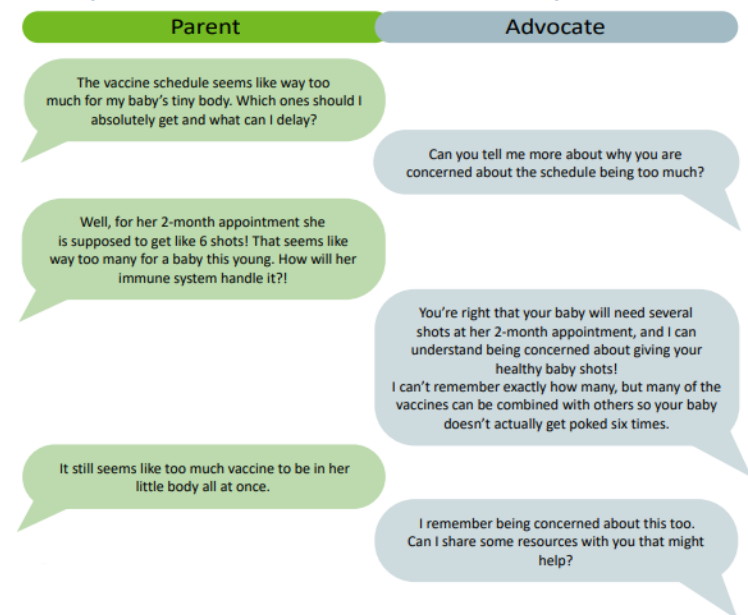 Parent
Advocate
The vaccine schedule seems like way too
much for my baby's tiny body. Which ones should I
absolutely get and what can I delay?
Can you tell me more about why you are
concerned about the schedule being too much?
Well, for her 2-month appointment she
is supposed to get like 6 shots! That seems like
way too many for a baby this young. How will her
immune system handle it?!
You're right that your baby will need several
shots at her 2-month appointment, and I can
understand being concerned about giving your
healthy baby shots!
I can't remember exactly how many, but many of the
vaccines can be combined with others so your baby
doesn't actually get poked six times.
It still seems like too much vaccine to be in her
little body all at once.
I remember being concerned about this too.
Can I share some resources with you that might
help?